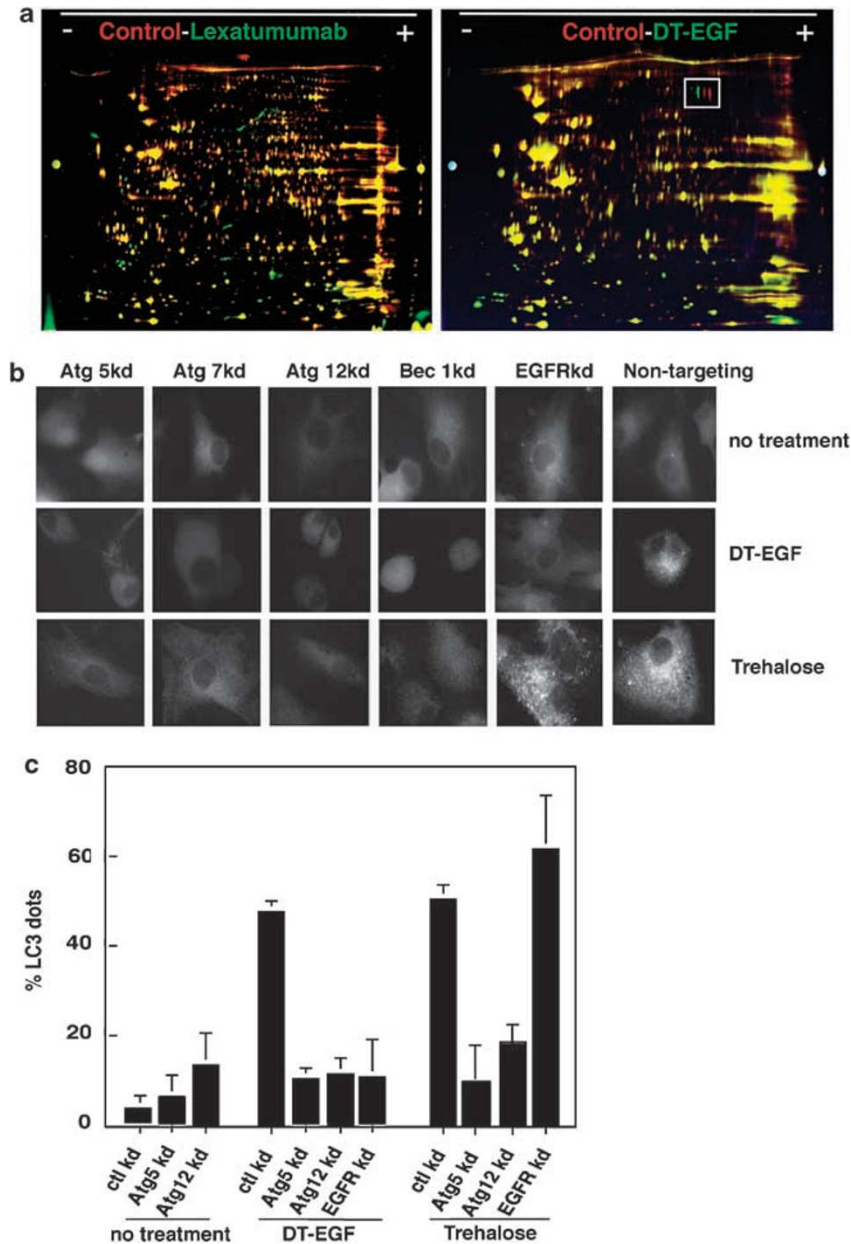 a
- Control-Lexatumumab +
- Control-DT-EGF +
b
Atg 5kd Atg 7kd Atg 12kd Bec 1kd EGFRkd Non-targeting
no treatment
DT-EGF
Trehalose
c
80
60
40
20
0
% LC3 dots
ctl kd Atg5 kd Atg12 kd ctl kd Atg5 kd Atg12 kd EGFR kd ctl kd Atg5 kd Atg12 kd EGFR kd
no treatment DT-EGF Trehalose